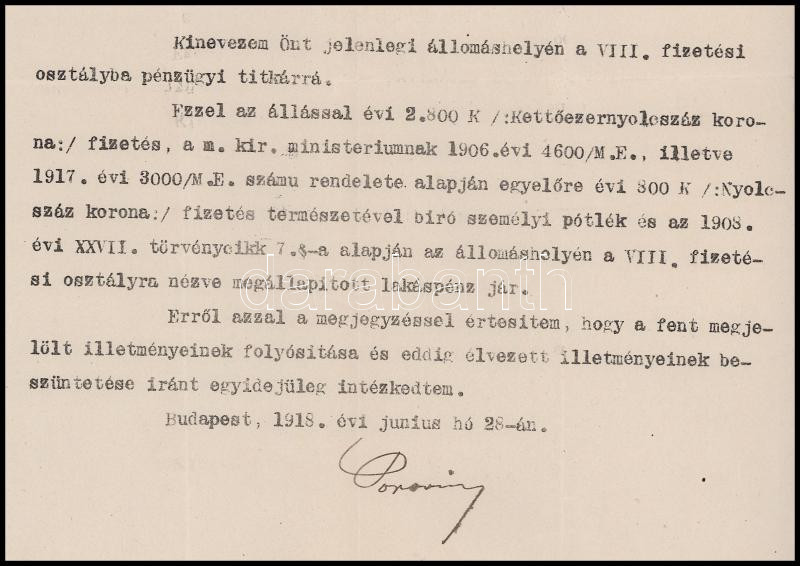 Kinevezem Önt jelenlegi állomáshelyén a VIII. fizetési
osztályba pénzügyi titkárrá.
Ezzel az állással évi 2.800 K /:Kettőezernyolcszáz koro-
na:/ fizetés, a m. kir. ministeriumnak 1906.évi 4600/M.E., illetve
1917. évi 3000/M.E. számu rendelete alapján egyelőre évi 800 K /:Nyolc-
száz korona:/ fizetés természetével biró személyi pótlék és az 1908.
évi XXVII. törvénycikk 7.§-a alapján az állomáshelyén a VIII. fizeté-
si osztályra nézve megállapitott lakáspénz jár.
darabanth
Erről azzal a megjegyzéssel értesitem, hogy a fent megje-
lölt illetményeinek folyósitása és eddig élvezett illetményeinek be-
szüntetése iránt egyidejüleg intézkedtem.
Budapest, 1918. évi junius hó 28-án.